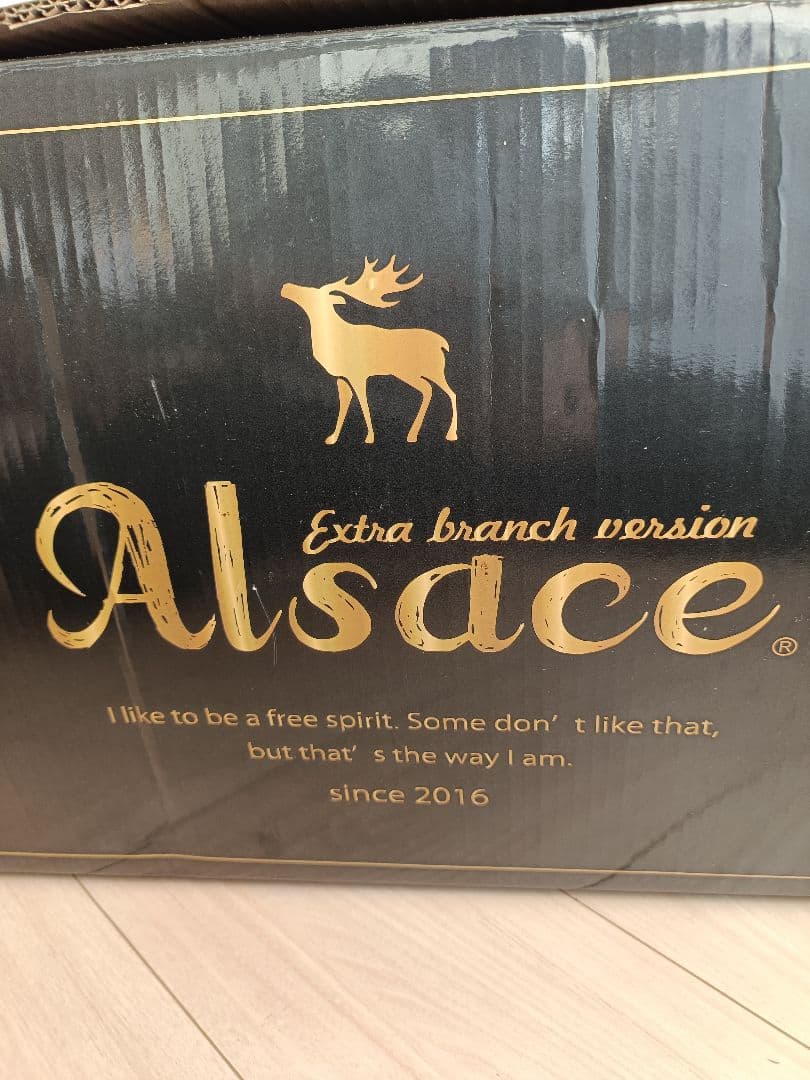 Extra branch version
Alsace®
I like to be a free spirit. Some don’ t like that,
but that’ s the way I am.
since 2016